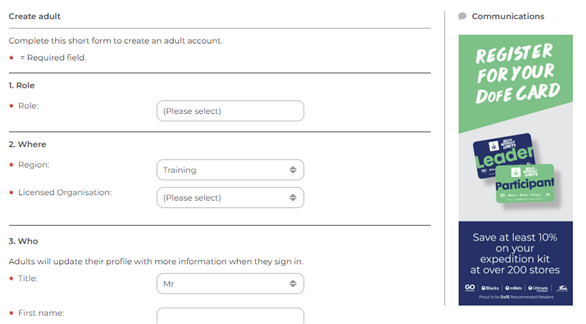 Create adult
Complete this short form to create an adult account.
* = Required field.
1. Role
* Role:
(Please select)
2. Where
* Region:
Training
* Licensed Organisation:
(Please select)
3. Who
Adults will update their profile with more information when they sign in.
* Title:
Mr
* First name:
Communications
REGISTER
FOR YOUR
DofE CARD
Leader
Participant
Save at least 10%
on your
expedition kit
at over 200 stores
GO
Blacks
millets
Ultimate
Proud to be DofE Recommended Retailers